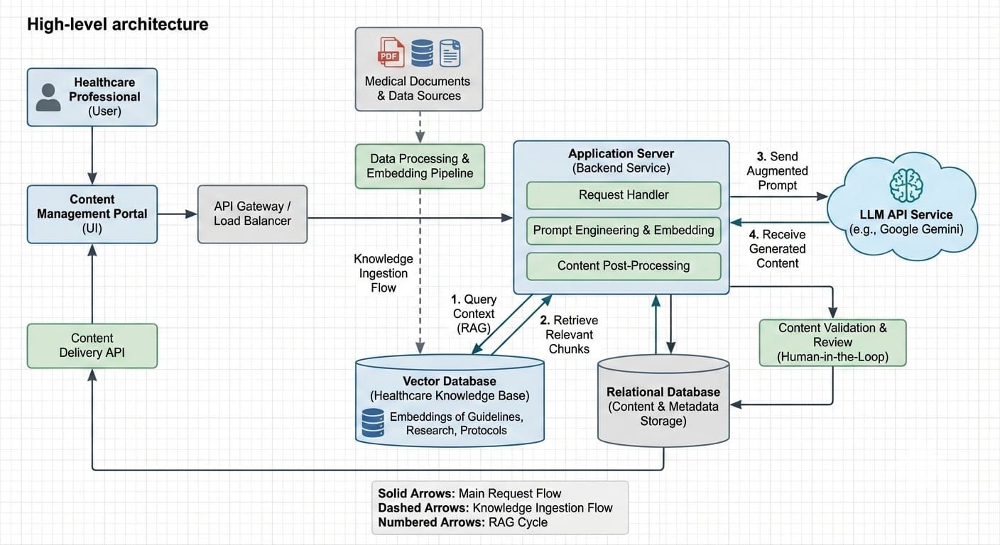 High-level architecture
PDF
Medical Documents
& Data Sources
Healthcare
Professional
(User)
Data Processing &
Embedding Pipeline
Application Server
(Backend Service)
Request Handler
Prompt Engineering & Embedding
Content Post-Processing
3. Send
Augmented
Prompt
LLM API Service
(e.g., Google Gemini)
4. Receive
Generated
Content
Content
Management Portal
(UI)
API Gateway /
Load Balancer
Knowledge
Ingestion
Flow
1. Query
Context
(RAG)
2. Retrieve
Relevant
Chunks
Content
Delivery API
Content Validation &
Review
(Human-in-the-Loop)
Vector Database
(Healthcare Knowledge Base)
Embeddings of Guidelines,
Research, Protocols
Relational Database
(Content & Metadata
Storage)
Solid Arrows: Main Request Flow
Dashed Arrows: Knowledge Ingestion Flow
Numbered Arrows: RAG Cycle